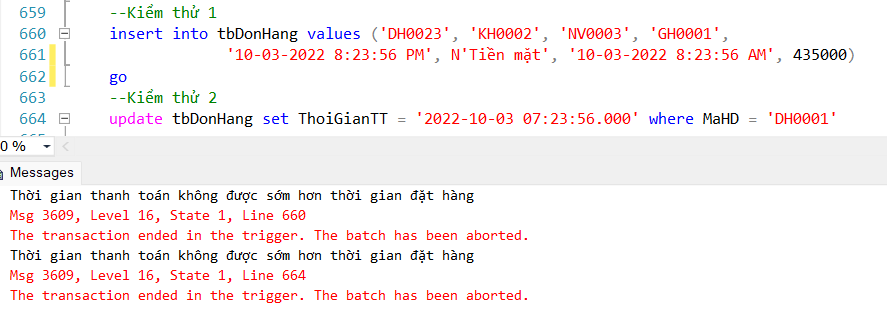 659 --Kiểm thử 1
660 insert into tbDonHang values ('DH0023', 'KH0002', 'NV0003', 'GH0001',
661 '10-03-2022 8:23:56 PM', N'Tiền mặt', '10-03-2022 8:23:56 AM', 435000)
662 go
663 --Kiểm thử 2
664 update tbDonHang set ThoiGianTT = '2022-10-03 07:23:56.000' where MaHD = 'DH0001'
0 %
Messages
Thời gian thanh toán không được sớm hơn thời gian đặt hàng
Msg 3609, Level 16, State 1, Line 660
The transaction ended in the trigger. The batch has been aborted.
Thời gian thanh toán không được sớm hơn thời gian đặt hàng
Msg 3609, Level 16, State 1, Line 664
The transaction ended in the trigger. The batch has been aborted.